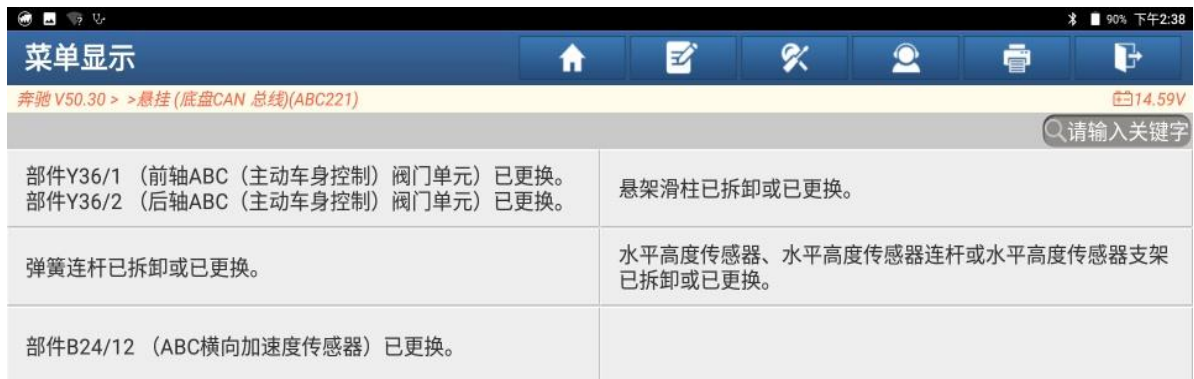 90% 下午2:38
菜单显示
奔驰 V50.30 > >悬挂 (底盘CAN 总线)(ABC221)
14.59V
请输入关键字
部件Y36/1 （前轴ABC（主动车身控制）阀门单元）已更换。
部件Y36/2 （后轴ABC（主动车身控制）阀门单元）已更换。
悬架滑柱已拆卸或已更换。
弹簧连杆已拆卸或已更换。
水平高度传感器、水平高度传感器连杆或水平高度传感器支架
已拆卸或已更换。
部件B24/12 （ABC横向加速度传感器）已更换。